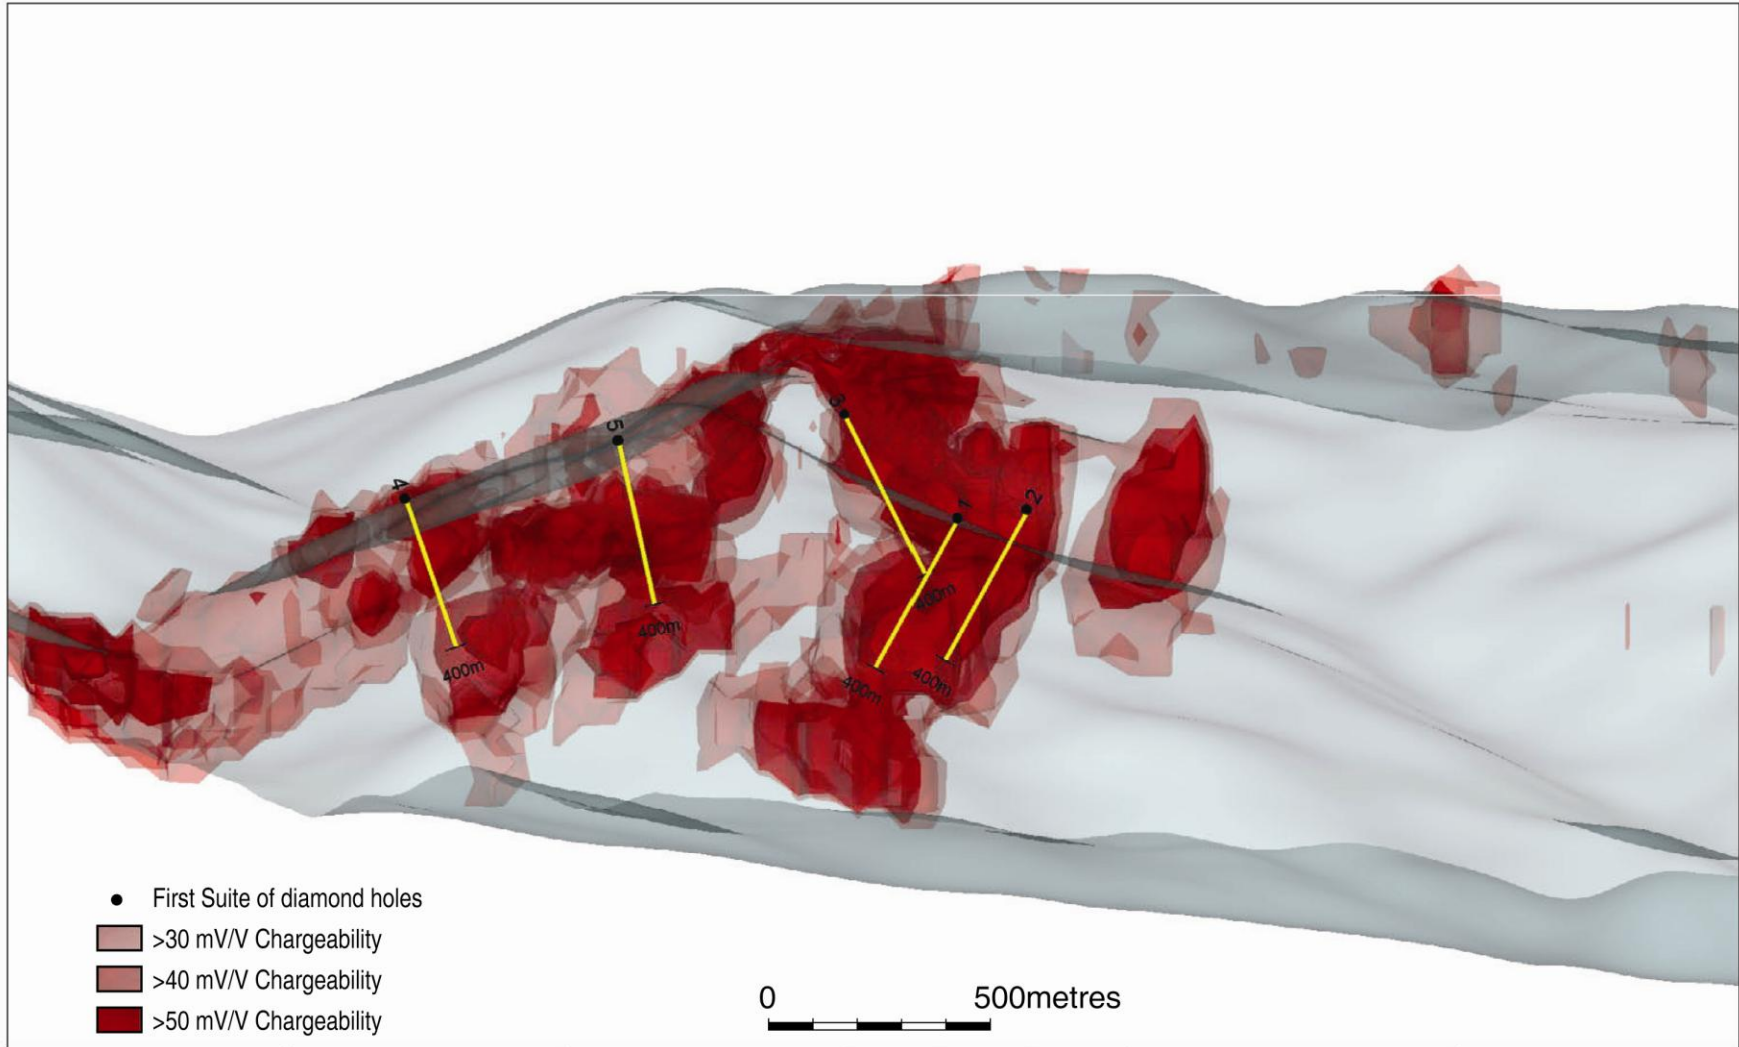 3
5
4
1
2
400m
400m
400m
400m
400m
First Suite of diamond holes
>30 mV/V Chargeability
>40 mV/V Chargeability
>50 mV/V Chargeability
0 500metres